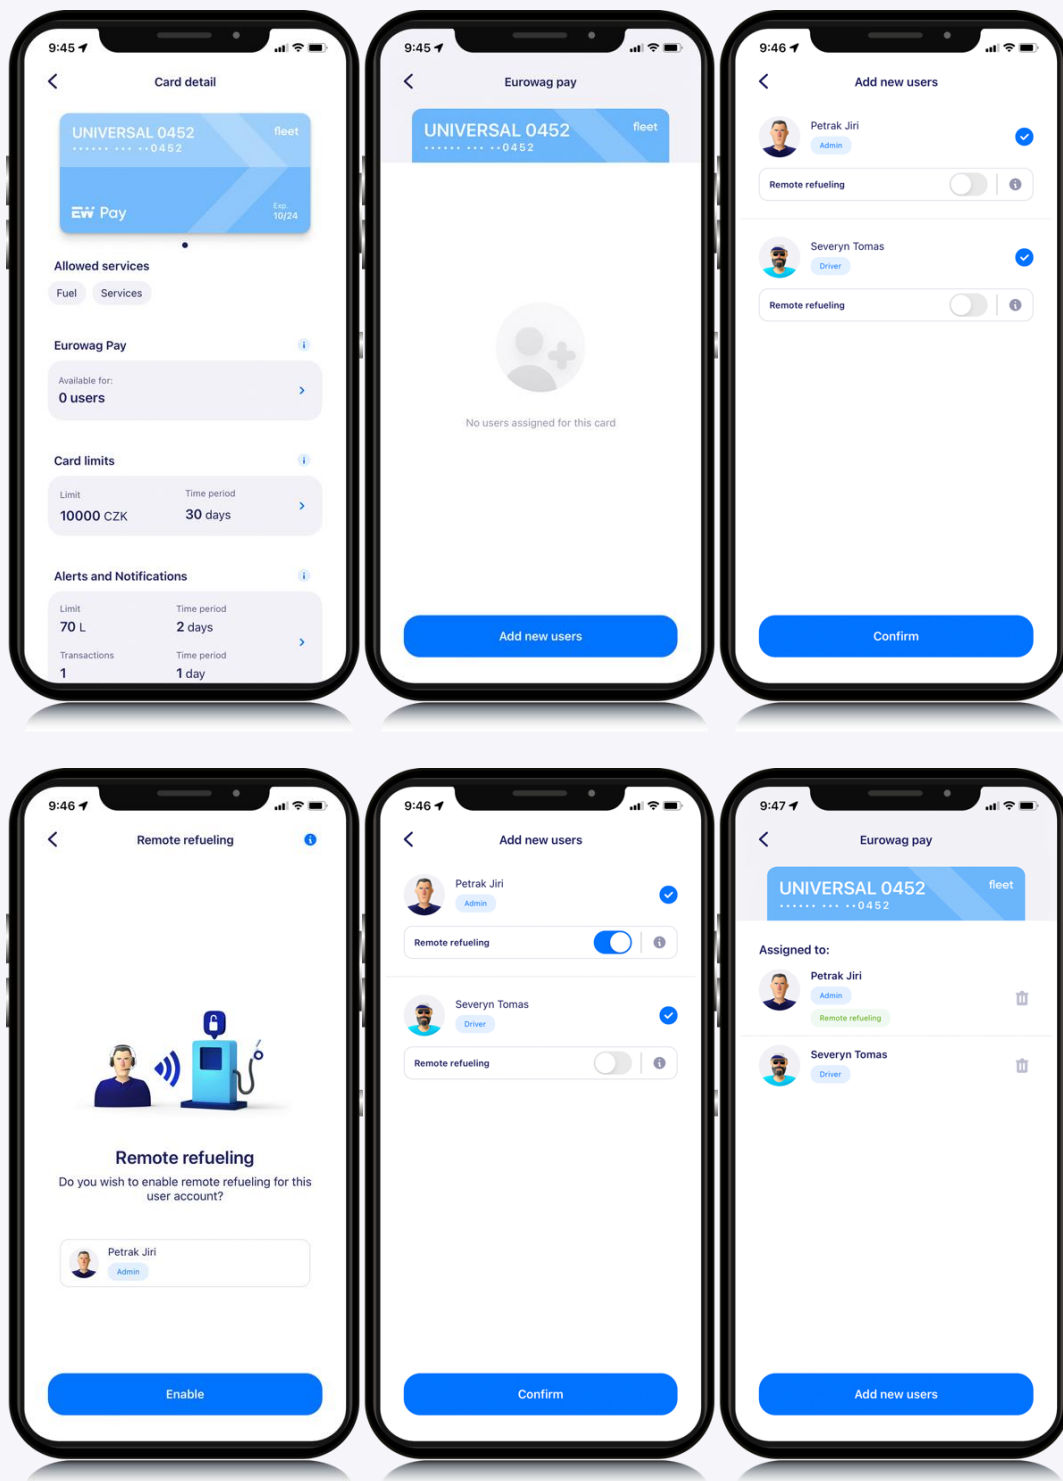 9:45
Card detail
UNIVERSAL 0452
fleet
•••••• ••• ••0452
EW Pay
Exp.
10/24
Allowed services
Fuel Services
Eurowag Pay
Available for:
0 users
Card limits
Limit Time period
10000 CZK 30 days
Alerts and Notifications
Limit Time period
70 L 2 days
Transactions Time period
1 1 day
9:45
Eurowag pay
UNIVERSAL 0452
fleet
•••••• ••• ••0452
No users assigned for this card
Add new users
9:46
Add new users
Petrak Jiri
Admin
Remote refueling
Severyn Tomas
Driver
Remote refueling
Confirm
9:46
Remote refueling
Remote refueling
Do you wish to enable remote refueling for this
user account?
Petrak Jiri
Admin
Enable
9:46
Add new users
Petrak Jiri
Admin
Remote refueling
Severyn Tomas
Driver
Remote refueling
Confirm
9:47
Eurowag pay
UNIVERSAL 0452
fleet
•••••• ••• ••0452
Assigned to:
Petrak Jiri
Admin
Remote refueling
Severyn Tomas
Driver
Add new users